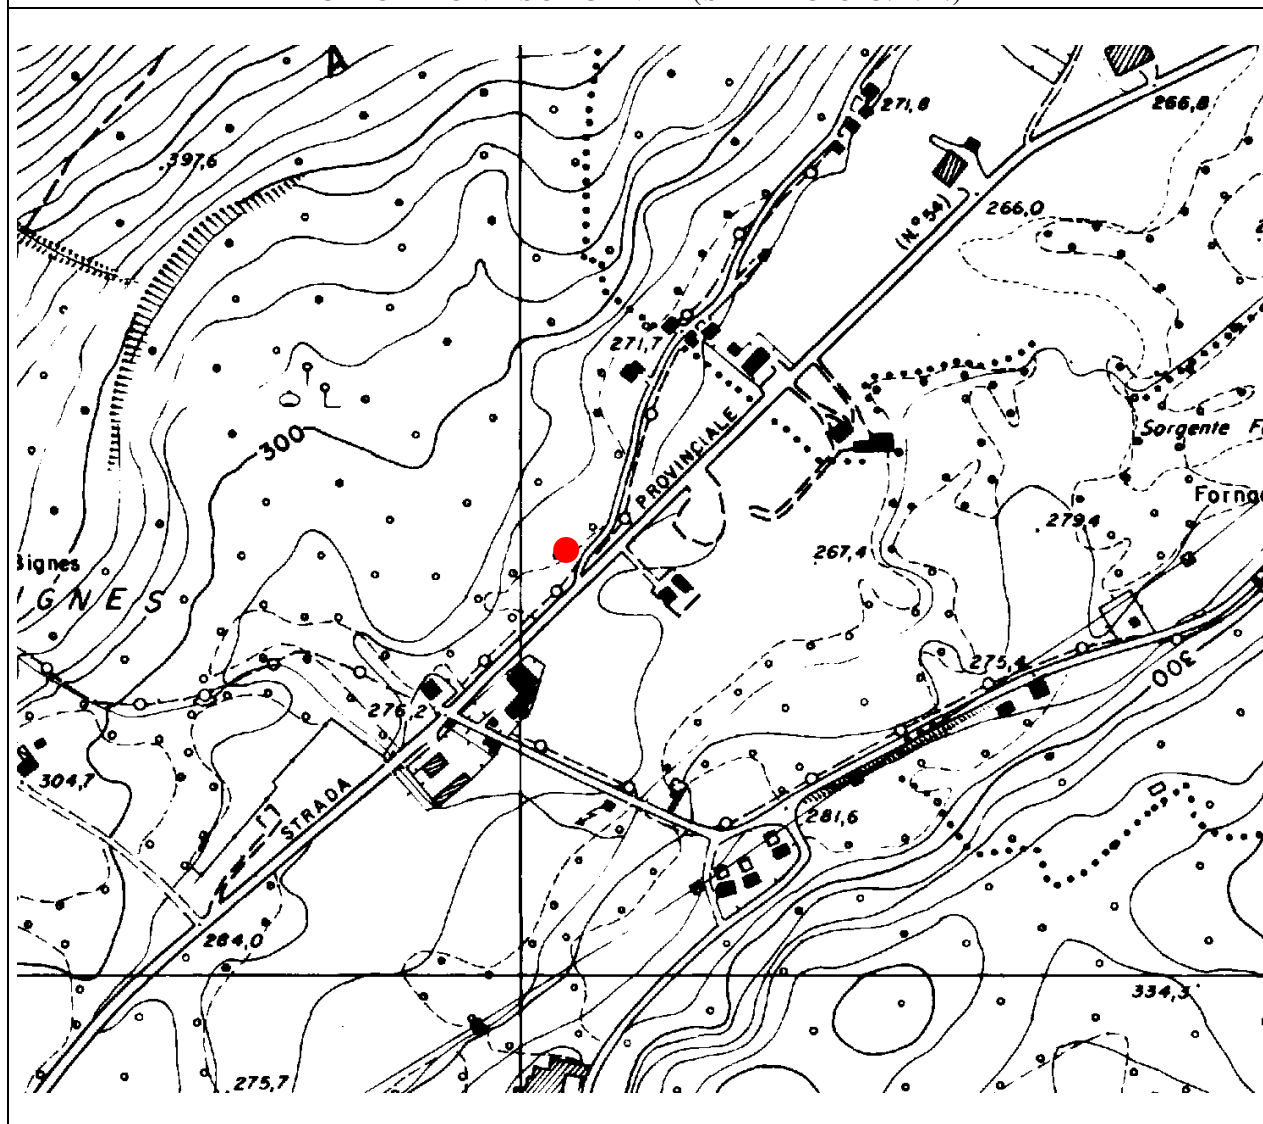 A
271,8
266,8
397,6
266,0
(N.° 54)
271,7
Sorgente
300
PROVINCIALE
279,4
267,4
Bignes
GNES
275,4
300
276,2
304,7
STRADA
281,6
284,0
334,3
275,7